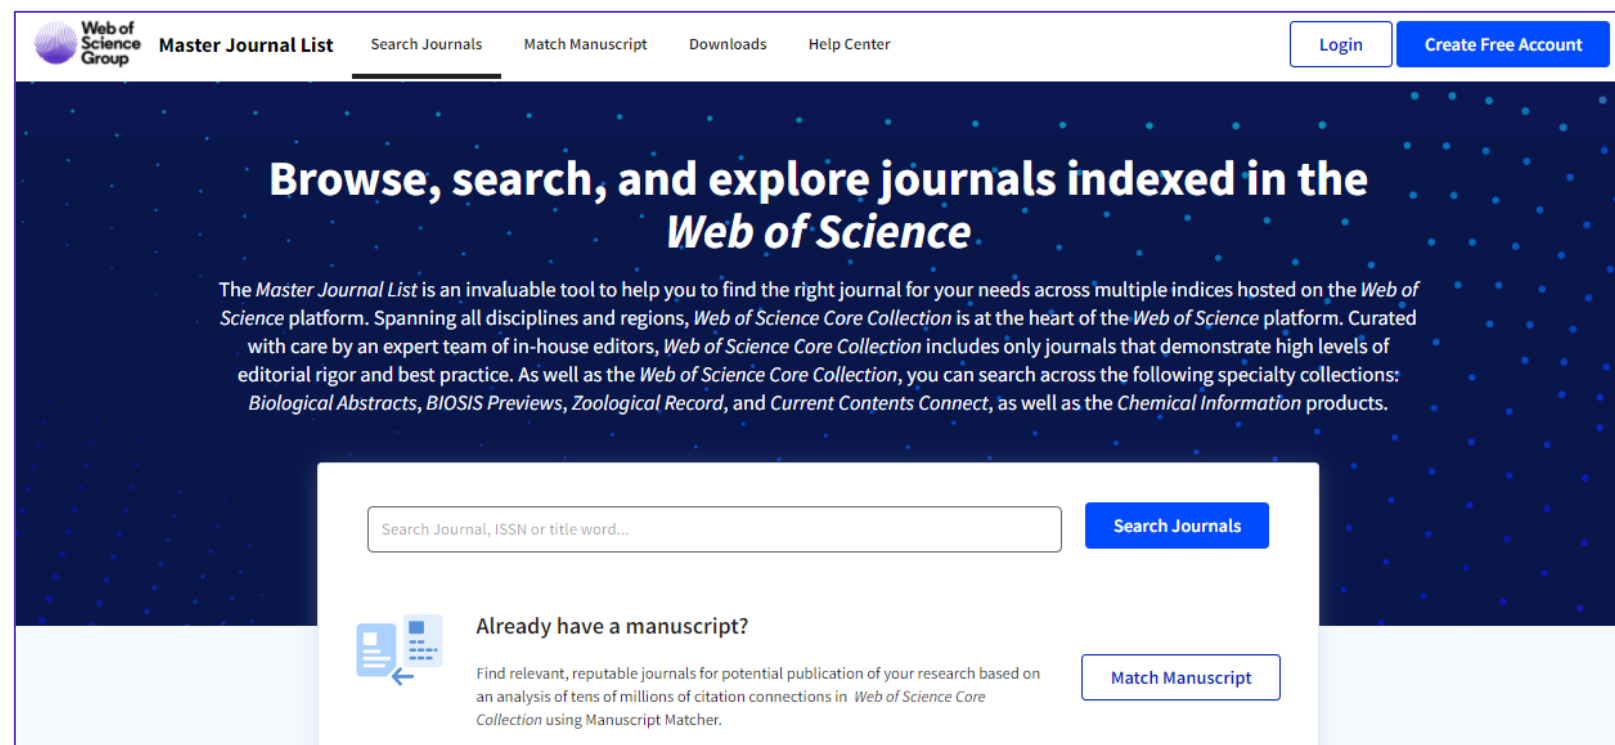 Web of
Science
Group
Master Journal List
Search Journals
Match Manuscript
Downloads
Help Center
Login
Create Free Account
Browse, search, and explore journals indexed in the
Web of Science
The Master Journal List is an invaluable tool to help you to find the right journal for your needs across multiple indices hosted on the Web of
Science platform. Spanning all disciplines and regions, Web of Science Core Collection is at the heart of the Web of Science platform. Curated
with care by an expert team of in-house editors, Web of Science Core Collection includes only journals that demonstrate high levels of
editorial rigor and best practice. As well as the Web of Science Core Collection, you can search across the following specialty collections:
Biological Abstracts, BIOSIS Previews, Zoological Record, and Current Contents Connect, as well as the Chemical Information products.
Search Journal, ISSN or title word...
Search Journals
Already have a manuscript?
Find relevant, reputable journals for potential publication of your research based on
an analysis of tens of millions of citation connections in Web of Science Core
Collection using Manuscript Matcher.
Match Manuscript